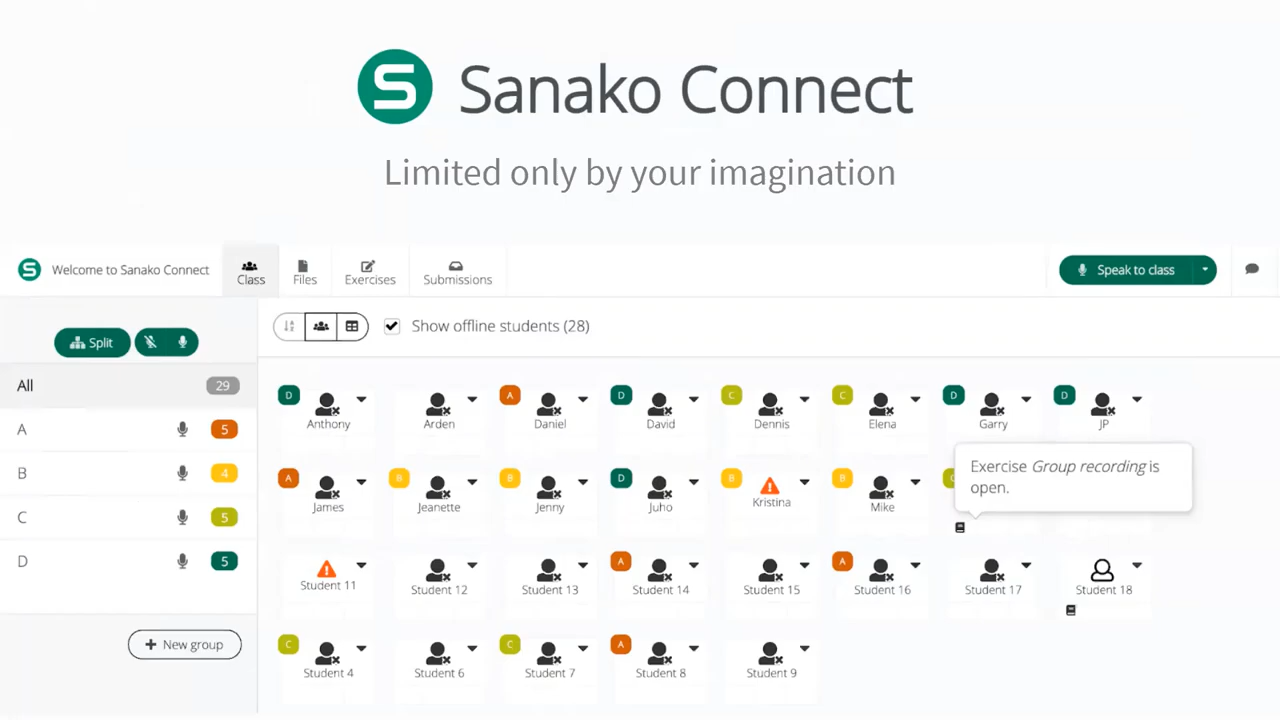 S Sanako Connect
Limited only by your imagination
S Welcome to Sanako Connect Class Files Exercises Submissions Speak to class
Split Show offline students (28)
All 29
A 5
B 4
C 5
D 5
New group
D Anthony Arden A Daniel D David C Dennis C Elena D Garry D JP
A James B Jeanette B Jenny D Juho B Kristina B Mike
Exercise Group recording is
open.
Student 11 Student 12 Student 13 A Student 14 Student 15 A Student 16 Student 17 Student 18
C Student 4 Student 6 C Student 7 A Student 8 Student 9